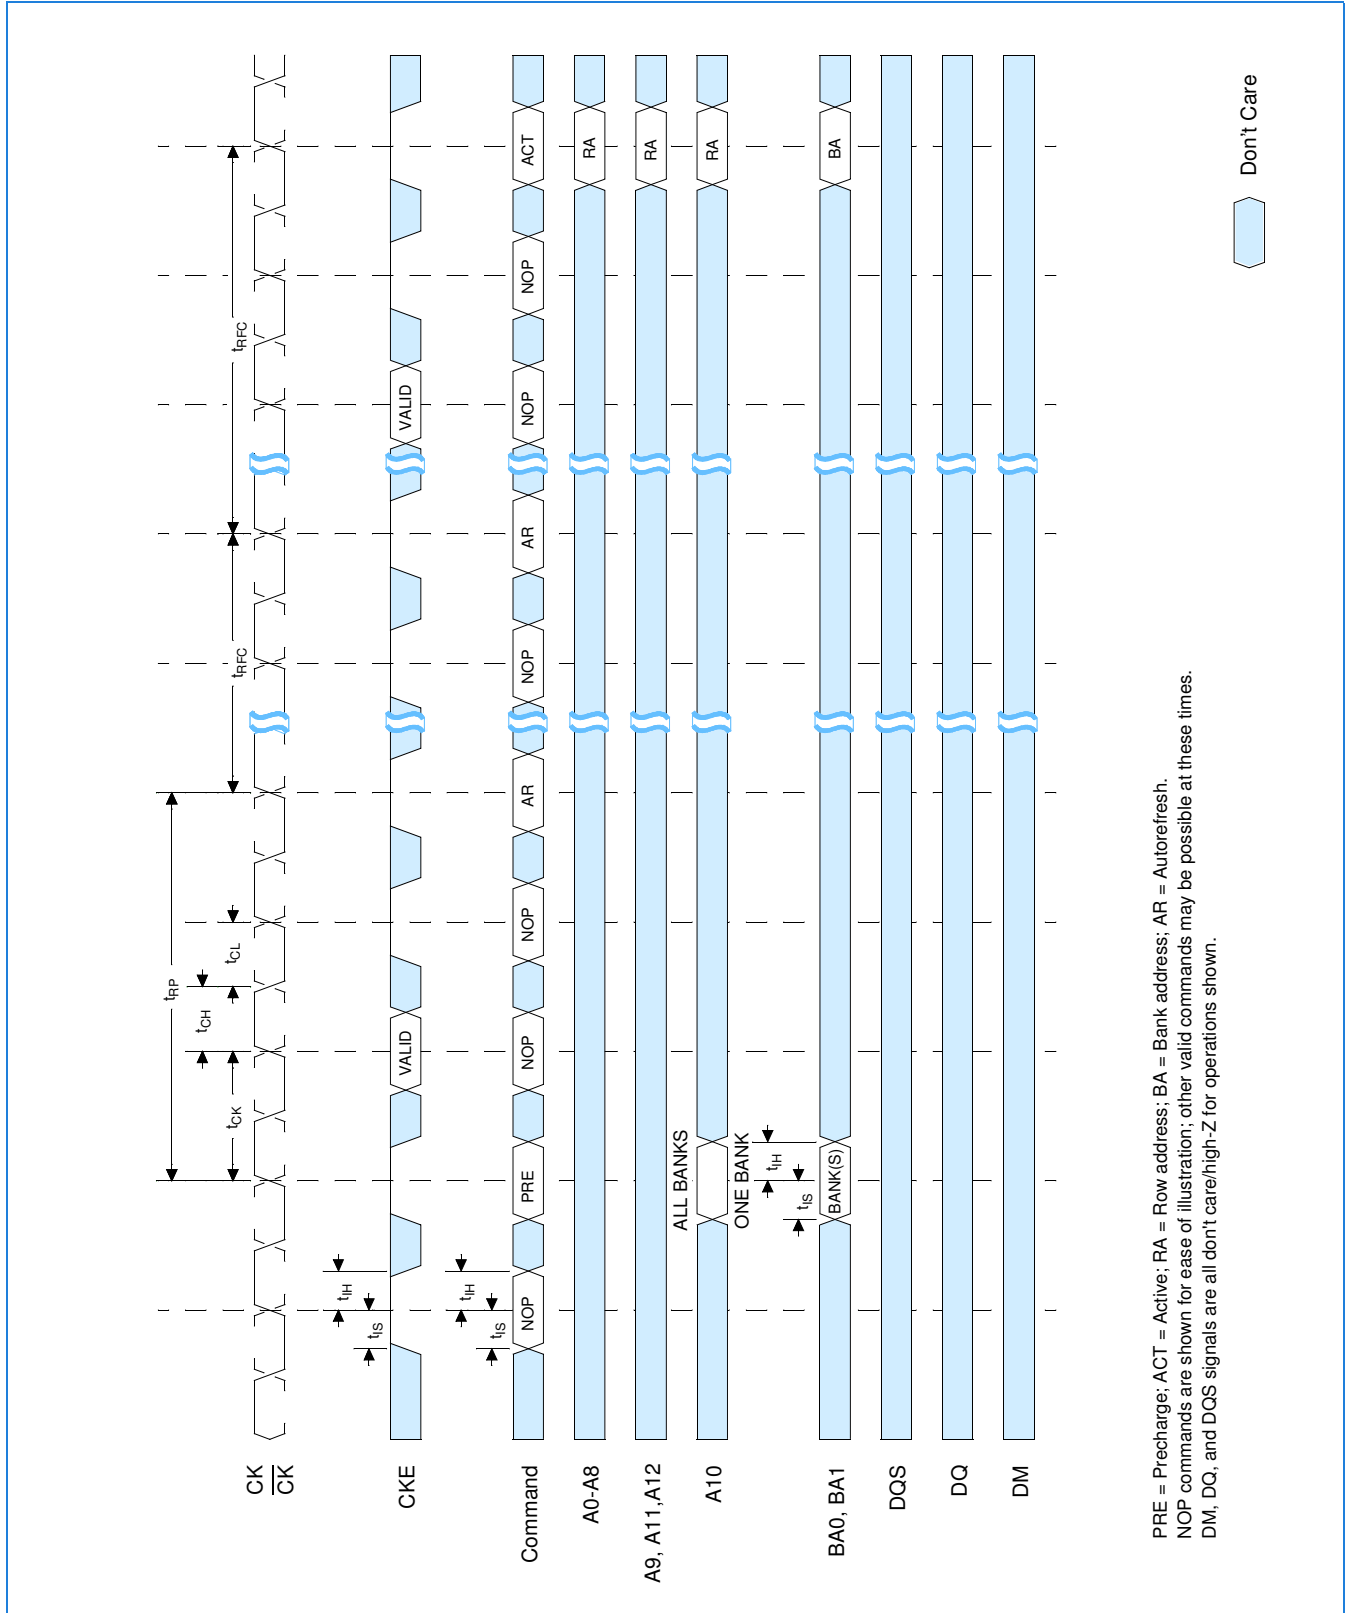 tRP
tCH
tCK tCL tRFC tRFC
CK
CK
tIH
tIS
CKE VALID VALID
tIH
tIS
Command NOP PRE NOP NOP AR NOP AR NOP NOP ACT
A0-A8 RA
A9, A11,A12 RA
ALL BANKS
A10 RA
ONE BANK
tIH
tIS
BA0, BA1 BANK(S) BA
DQS
DQ
DM
PRE = Precharge; ACT = Active; RA = Row address; BA = Bank address; AR = Autorefresh.
NOP commands are shown for ease of illustration; other valid commands may be possible at these times.
DM, DQ, and DQS signals are all don't care/high-Z for operations shown.
Don't Care